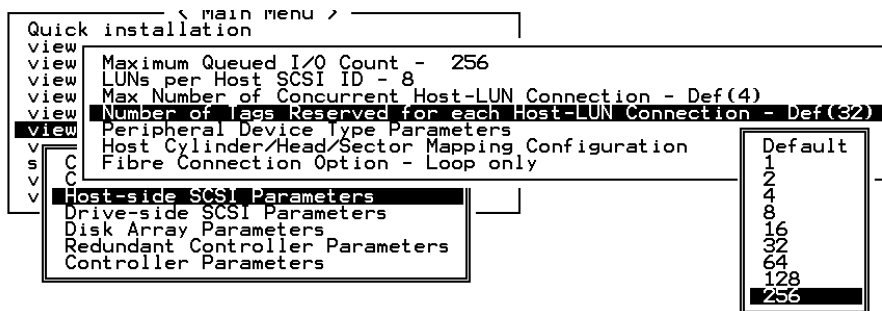 < Main Menu >
Quick installation
view
view
view
view
view
v
s
v
v
Maximum Queued I/O Count - 256
LUNs per Host SCSI ID - 8
Max Number of Concurrent Host-LUN Connection - Def(4)
Number of Tags Reserved for each Host-LUN Connection - Def(32)
Peripheral Device Type Parameters
Host Cylinder/Head/Sector Mapping Configuration
Fibre Connection Option - Loop only
C
C
Host-side SCSI Parameters
Drive-side SCSI Parameters
Disk Array Parameters
Redundant Controller Parameters
Controller Parameters
Default
1
2
4
8
16
32
64
128
256